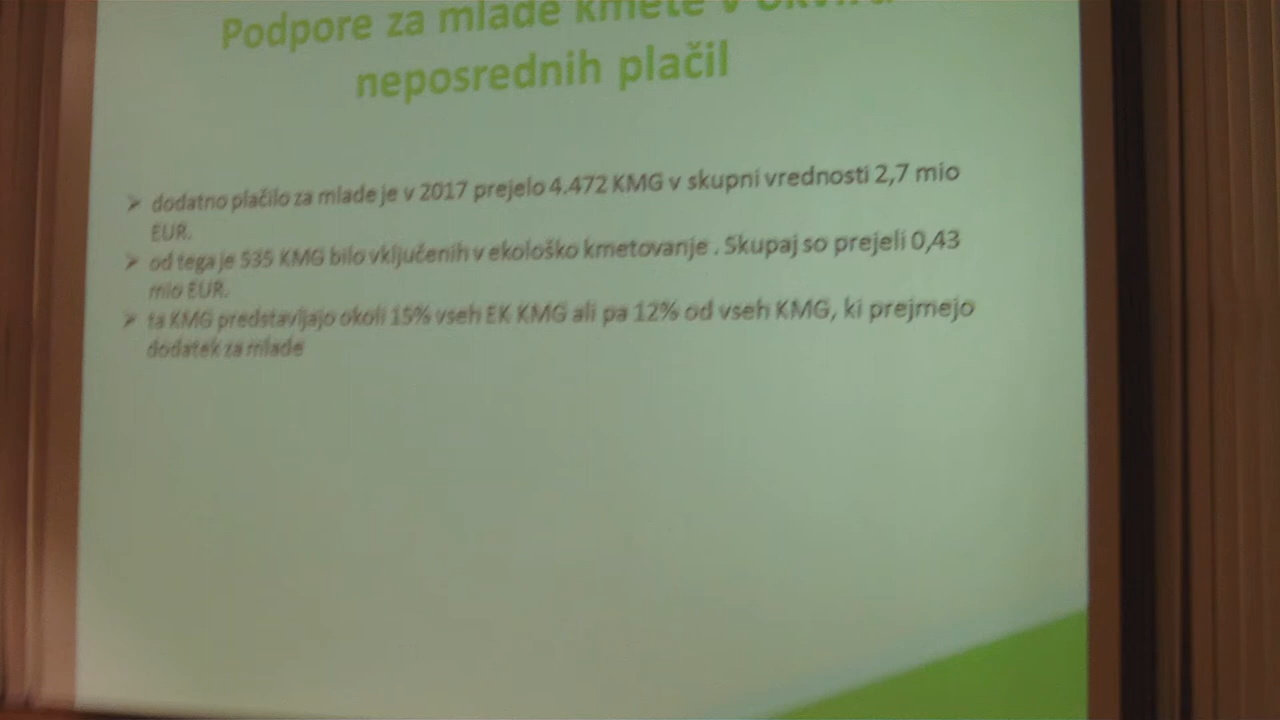 Podpore za mlade kmete v okviru
neposrednih plačil
➢ dodatno plačilo za mlade je v 2017 prejelo 4.472 KMG v skupni vrednosti 2,7 mio
EUR.
➢ od tega je 535 KMG bilo vključenih v ekološko kmetovanje . Skupaj so prejeli 0,43
mio EUR.
➢ ta KMG predstavljajo okoli 15% vseh EK KMG ali pa 12% od vseh KMG, ki prejmejo
dodatek za mlade